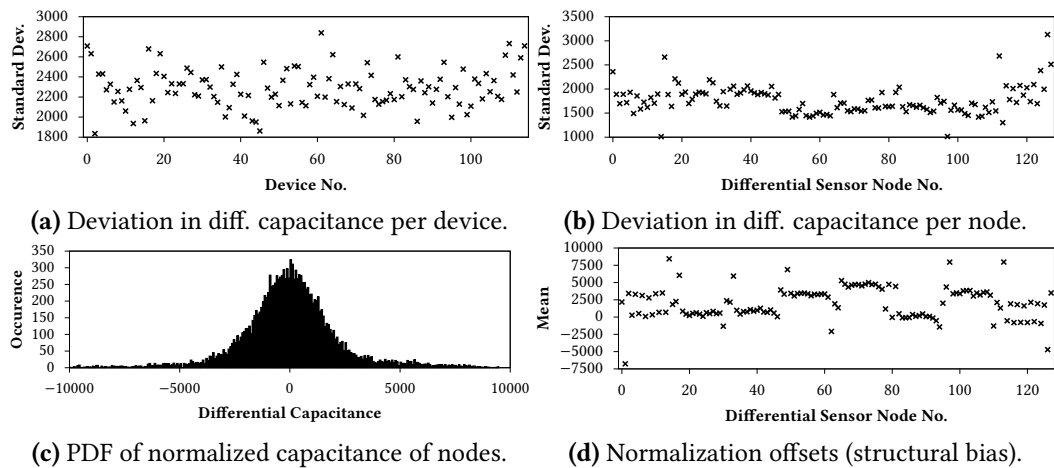 3000
2800
2600
2400
2200
2000
1800
Standard Dev.
0 20 40 60 80 100
Device No.
(a) Deviation in diff. capacitance per device.
3500
3000
2500
2000
1500
1000
Standard Dev.
0 20 40 60 80 100 120
Differential Sensor Node No.
(b) Deviation in diff. capacitance per node.
350
300
250
200
150
100
50
0
Occurence
−10000 −5000 0 5000 10000
Differential Capacitance
(c) PDF of normalized capacitance of nodes.
10000
7500
5000
2500
0
−2500
−5000
−7500
Mean
0 20 40 60 80 100 120
Differential Sensor Node No.
(d) Normalization offsets (structural bias).